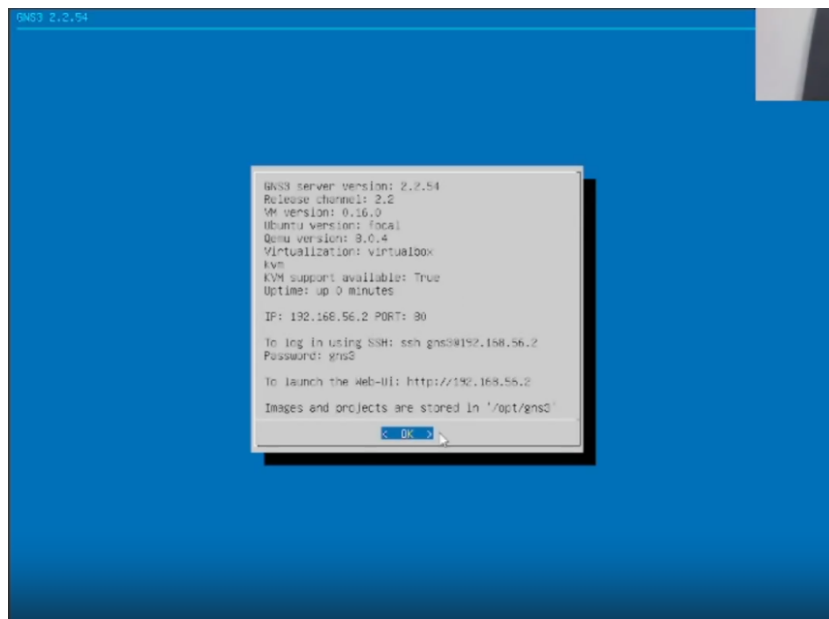 GNS3 2.2.54
GNS3 server version: 2.2.54
Release channel: 2.2
VM version: 0.16.0
Ubuntu version: focal
Qemu version: 8.0.4
Virtualization: virtualbox
kvm
KVM support available: True
Uptime: up 0 minutes
IP: 192.168.56.2 PORT: 80
To log in using SSH: ssh gns3@192.168.56.2
Password: gns3
To launch the Web-Ui: http://192.168.56.2
Images and projects are stored in '/opt/gns3'
< OK >